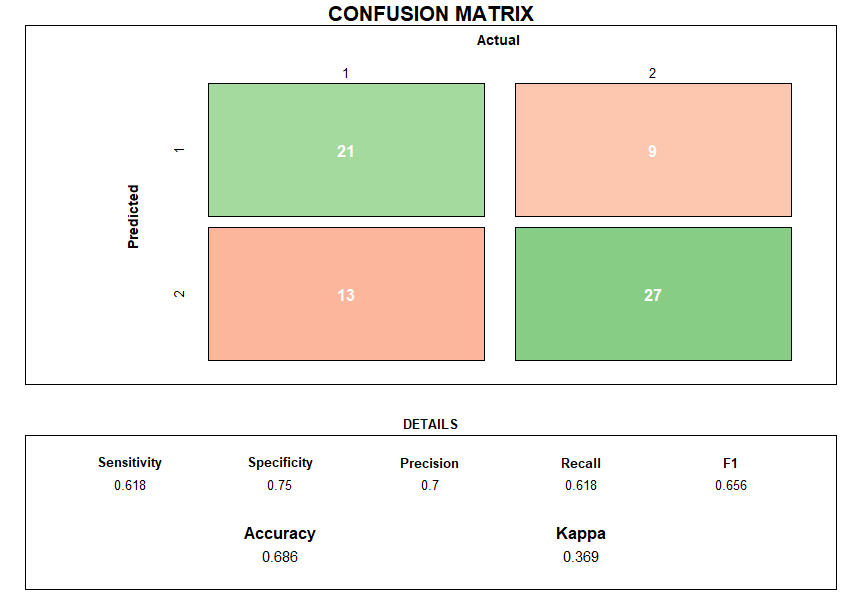 CONFUSION MATRIX
Actual
1 2
Predicted
1
21 9
2
13 27
DETAILS
Sensitivity Specificity Precision Recall F1
0.618 0.75 0.7 0.618 0.656
Accuracy Kappa
0.686 0.369